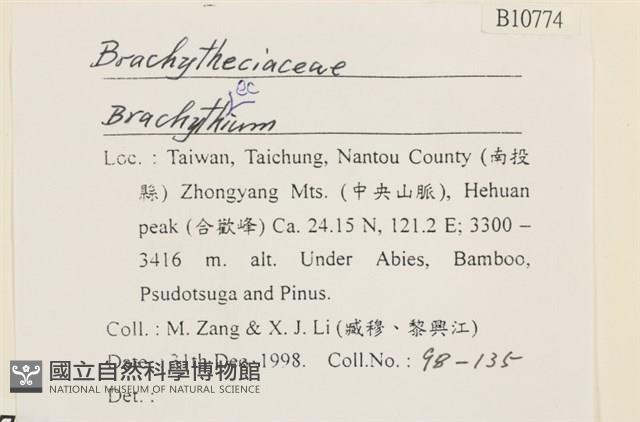 B10774
Brachytheciaceae
ec
Brachythium
Loc. : Taiwan, Taichung, Nantou County (南投
縣) Zhongyang Mts. (中央山脈), Hehuan
peak (合歡峰) Ca. 24.15 N, 121.2 E; 3300 –
3416 m. alt. Under Abies, Bamboo,
Psudotsuga and Pinus.
Coll. : M. Zang & X. J. Li (臧穆、黎興江)
Date : 31th Dec. 1998. Coll.No. : 98-135
國立自然科學博物館
NATIONAL MUSEUM OF NATURAL SCIENCE
Det. :